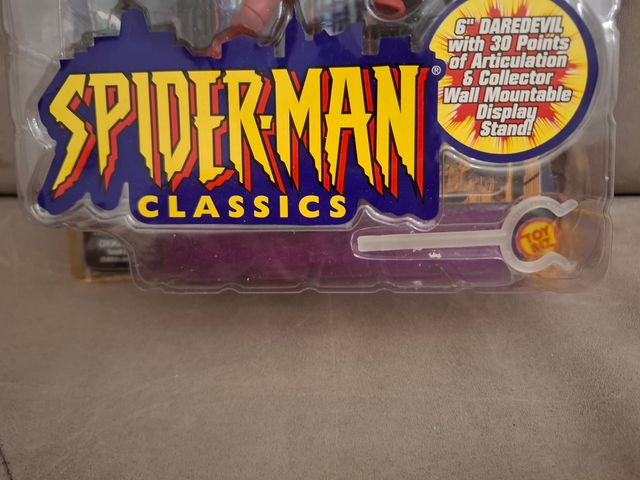 6" DAREDEVIL
with 30 Points
of Articulation
& Collector
Wall Mountable
Display
Stand!
SPIDER-MAN®
CLASSICS
TOY
BIZ